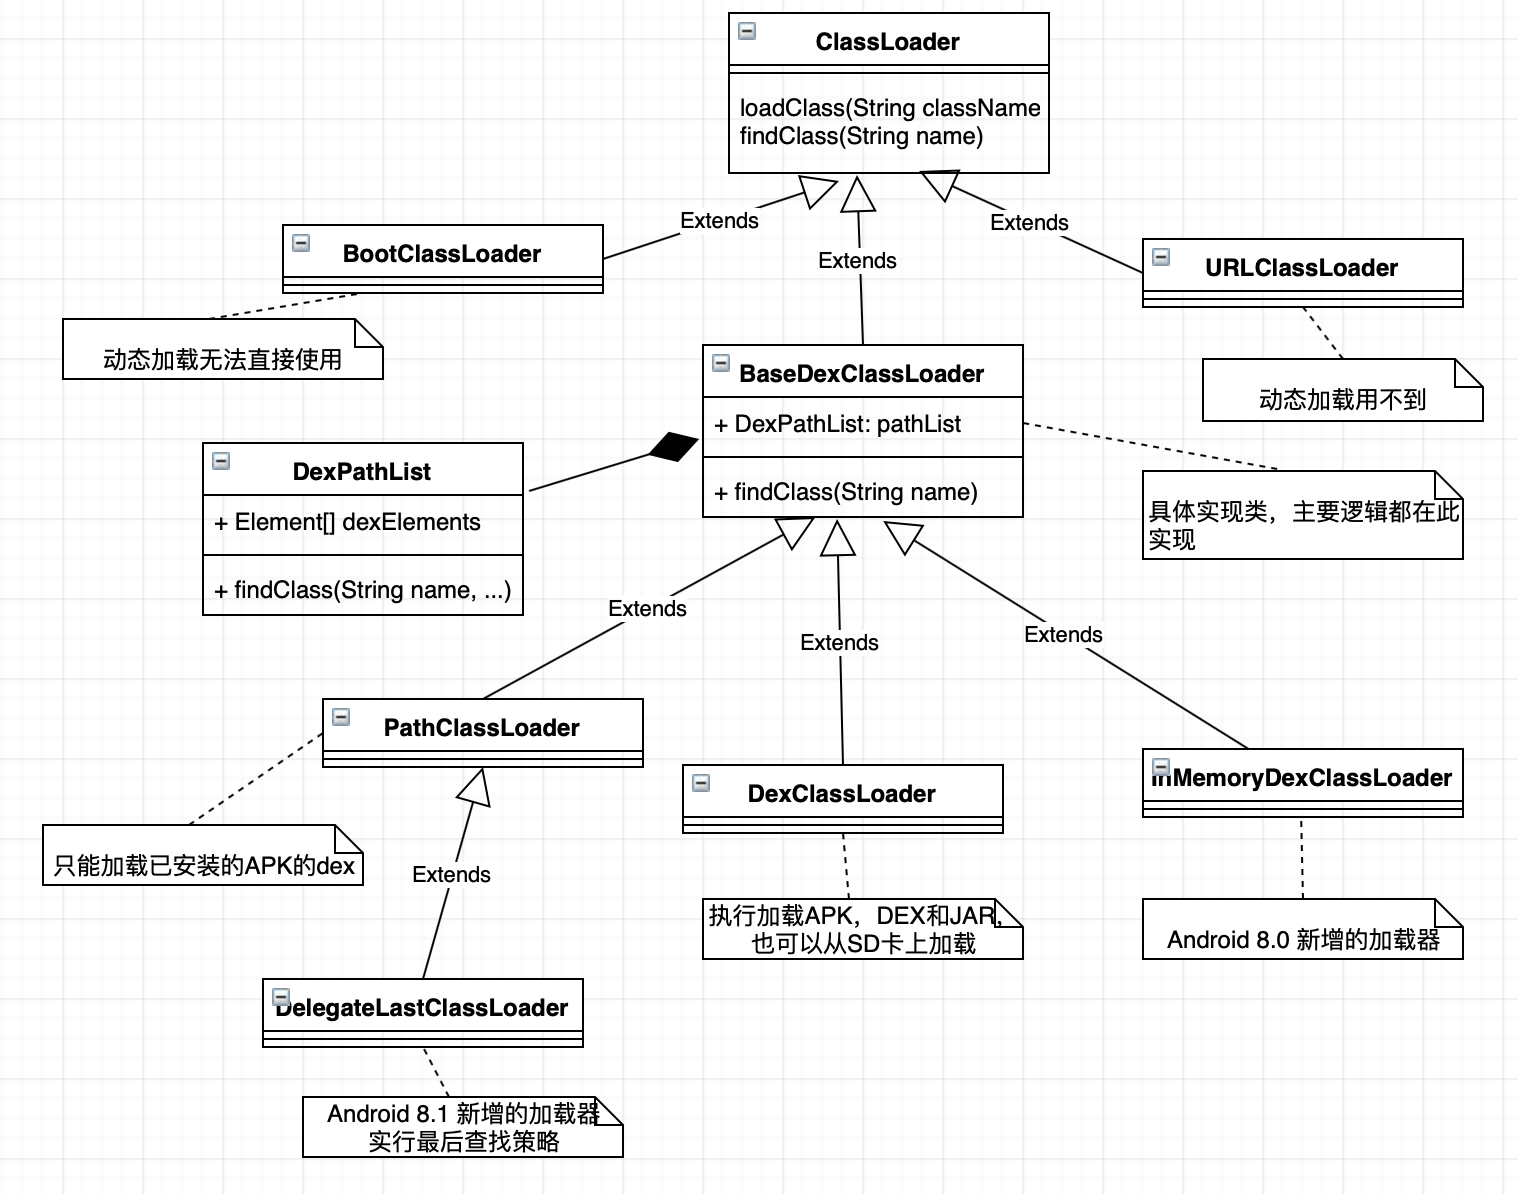 ClassLoader
loadClass(String className
findClass(String name)
Extends
Extends
Extends
BootClassLoader
URLClassLoader
动态加载无法直接使用
BaseDexClassLoader
+ DexPathList: pathList
+ findClass(String name)
动态加载用不到
DexPathList
+ Element[] dexElements
+ findClass(String name, ...)
具体实现类，主要逻辑都在此
实现
Extends
Extends
Extends
PathClassLoader
DexClassLoader
InMemoryDexClassLoader
只能加载已安装的APK的dex
Extends
执行加载APK，DEX和JAR，
也可以从SD卡上加载
Android 8.0 新增的加载器
DelegateLastClassLoader
Android 8.1 新增的加载器
实行最后查找策略